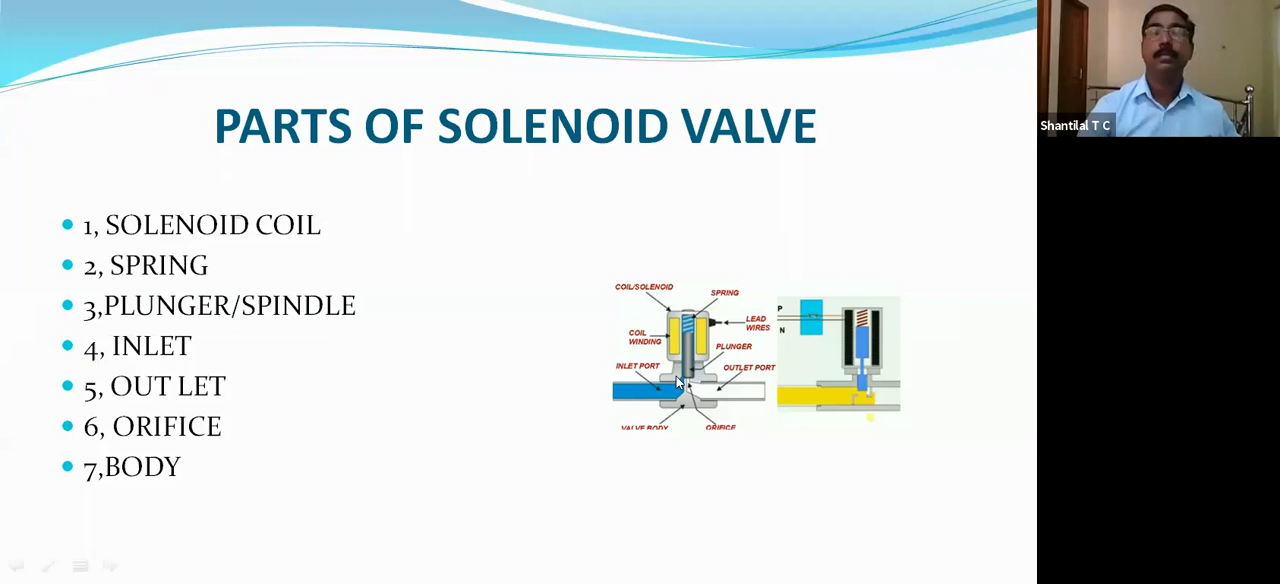 PARTS OF SOLENOID VALVE
1, SOLENOID COIL
2, SPRING
3,PLUNGER/SPINDLE
4, INLET
5, OUT LET
6, ORIFICE
7,BODY
COIL/SOLENOID
SPRING
LEAD
WIRES
COIL
WINDING
PLUNGER
INLET PORT
OUTLET PORT
VALVE BODY
ORIFICE
P
N
Shantilal T C